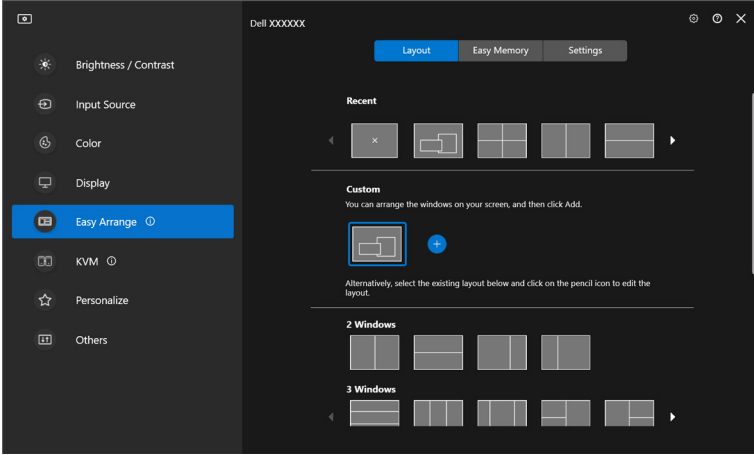 Dell XXXXXX
Layout
Easy Memory
Settings
Brightness / Contrast
Input Source
Color
Display
Easy Arrange
KVM
Personalize
Others
Recent
Custom
You can arrange the windows on your screen, and then click Add.
Alternatively, select the existing layout below and click on the pencil icon to edit the
layout.
2 Windows
3 Windows